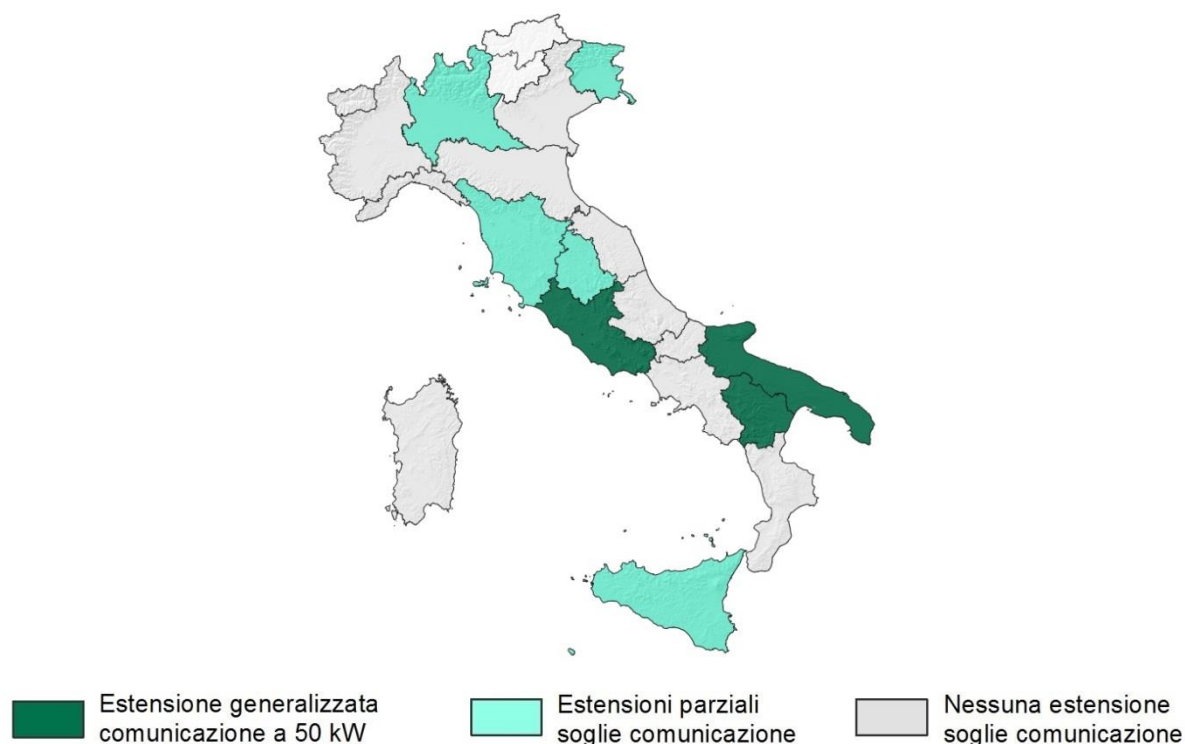 Estensione generalizzata
comunicazione a 50 kW
Estensioni parziali
soglie comunicazione
Nessuna estensione
soglie comunicazione